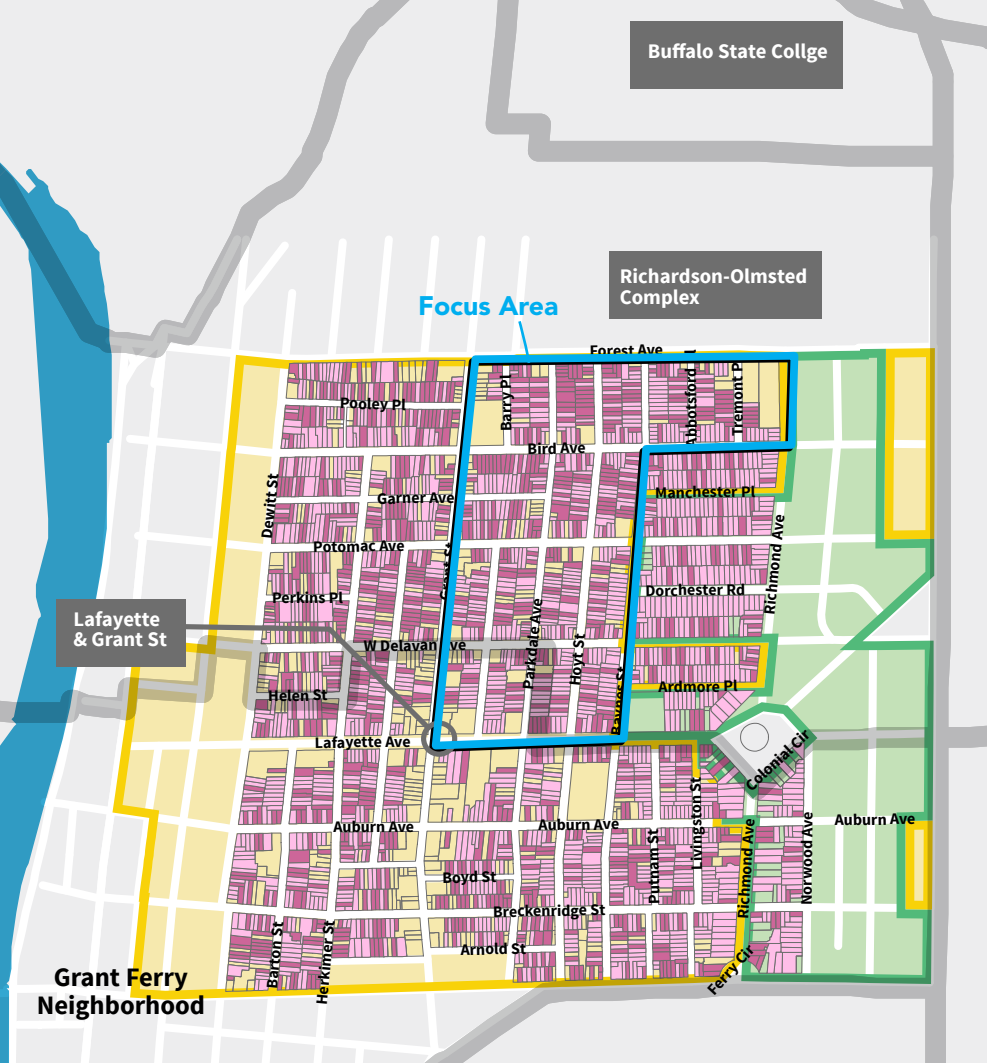 Buffalo State Collge
Richardson-Olmsted
Complex
Focus Area
Forest Ave
Pooley Pl
Barry Pl
Abbotsford Pl
Tremont Pl
Bird Ave
Dewitt St
Garner Ave
Manchester Pl
Potomac Ave
Grant St
Richmond Ave
Perkins Pl
Dorchester Rd
Lafayette
& Grant St
W Delavan Ave
Parkdale Ave
Hoyt St
Baynes St
Helen St
Ardmore Pl
Lafayette Ave
Colonial Cir
Livingston St
Auburn Ave
Auburn Ave
Auburn Ave
Putnam St
Richmond Ave
Norwood Ave
Boyd St
Breckenridge St
Barton St
Herkimer St
Arnold St
Ferry Cir
Grant Ferry
Neighborhood